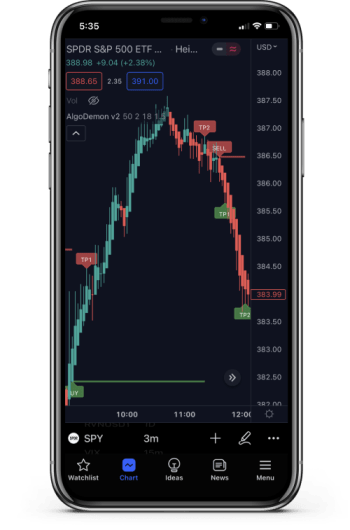 5:35
SPDR S&P 500 ETF ... · Hei...
USD
388.98 +9.04 (+2.38%)
388.65 2.35 391.00
Vol
AlgoDemon v2 50 2 18 1.5
388.00
387.50
387.00
386.50
386.00
385.50
385.00
384.50
383.99
383.50
383.00
382.50
382.00
TP2
SELL
TP1
TP1
TP2
10:00 11:00 12:00
SPY 3m
10m
Watchlist Chart Ideas News Menu